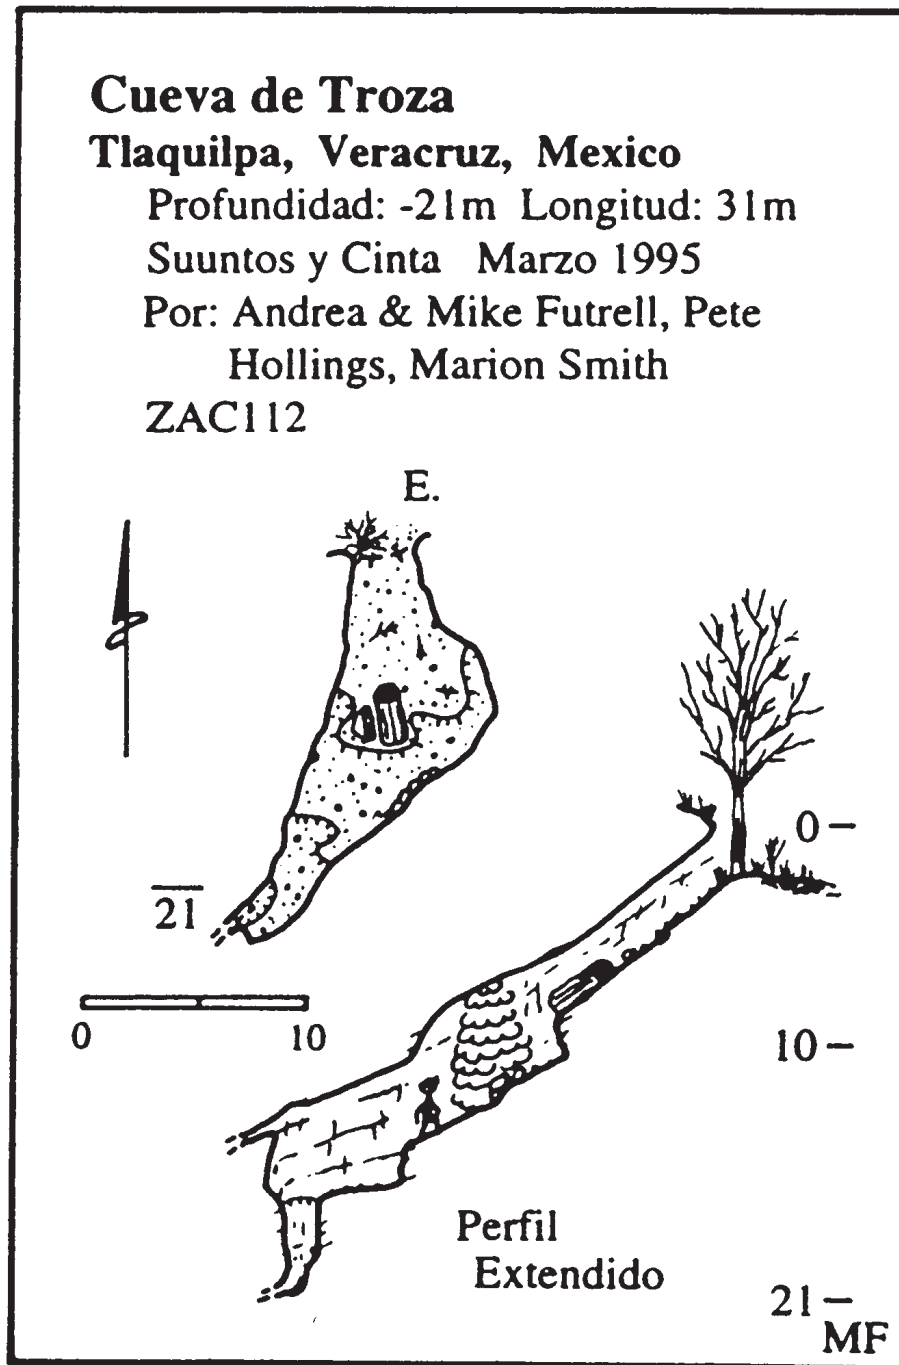 Cueva de Troza
Tlaquilpa, Veracruz, Mexico
Profundidad: -21m Longitud: 31m
Suuntos y Cinta Marzo 1995
Por: Andrea & Mike Futrell, Pete
Hollings, Marion Smith
ZAC112
E.
0
21
0 10
10
Perfil
Extendido
21
MF